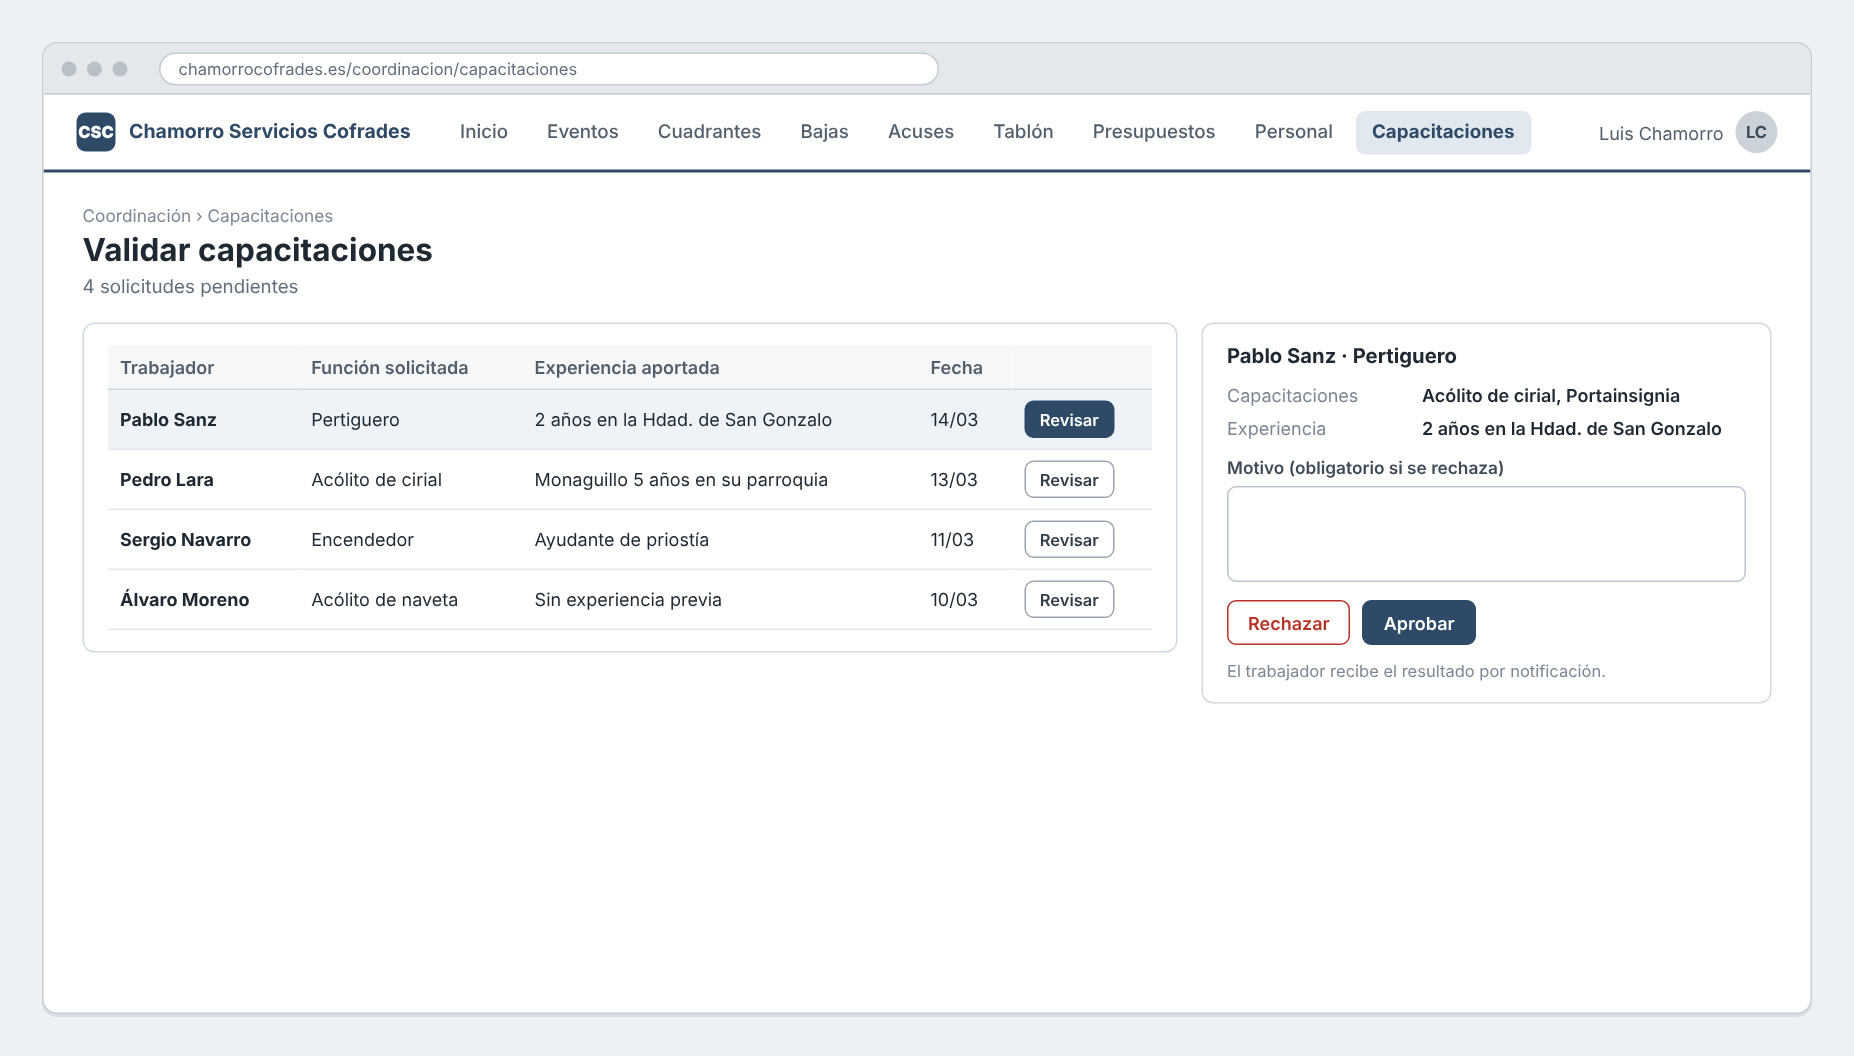 chamorrocofrades.es/coordinacion/capacitaciones
CSC Chamorro Servicios Cofrades Inicio Eventos Cuadrantes Bajas Acuses Tablón Presupuestos Personal Capacitaciones Luis Chamorro LC
Coordinación › Capacitaciones
Validar capacitaciones
4 solicitudes pendientes
Trabajador Función solicitada Experiencia aportada Fecha
Pablo Sanz Pertiguero 2 años en la Hdad. de San Gonzalo 14/03 Revisar
Pedro Lara Acólito de cirial Monaguillo 5 años en su parroquia 13/03 Revisar
Sergio Navarro Encendedor Ayudante de priostía 11/03 Revisar
Álvaro Moreno Acólito de naveta Sin experiencia previa 10/03 Revisar
Pablo Sanz · Pertiguero
Capacitaciones Acólito de cirial, Portainsignia
Experiencia 2 años en la Hdad. de San Gonzalo
Motivo (obligatorio si se rechaza)
Rechazar Aprobar
El trabajador recibe el resultado por notificación.